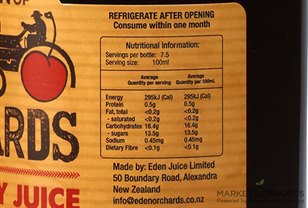 OF
REFRIGERATE AFTER OPENING
Consume within one month
Nutritional Information:
Servings per bottle: 7.5
Serving size: 100ml
Average Quantity per serving Average Quantity per 100mL
Energy 295kJ (Cal) 295kJ (Cal)
Protein 0.5g 0.5g
Fat, total <0.2g <0.2g
- saturated <0.2g <0.2g
Carbohydrates 16.4g 16.4g
- sugars 13.5g 13.5g
Sodium 0.45mg 0.45mg
Dietary Fibre <0.1g <0.1g
ARDS
Y JUICE
Made by: Eden Juice Limited
50 Boundary Road, Alexandra
New Zealand
info@edenorchards.co.nz
MARKET ORGANICS